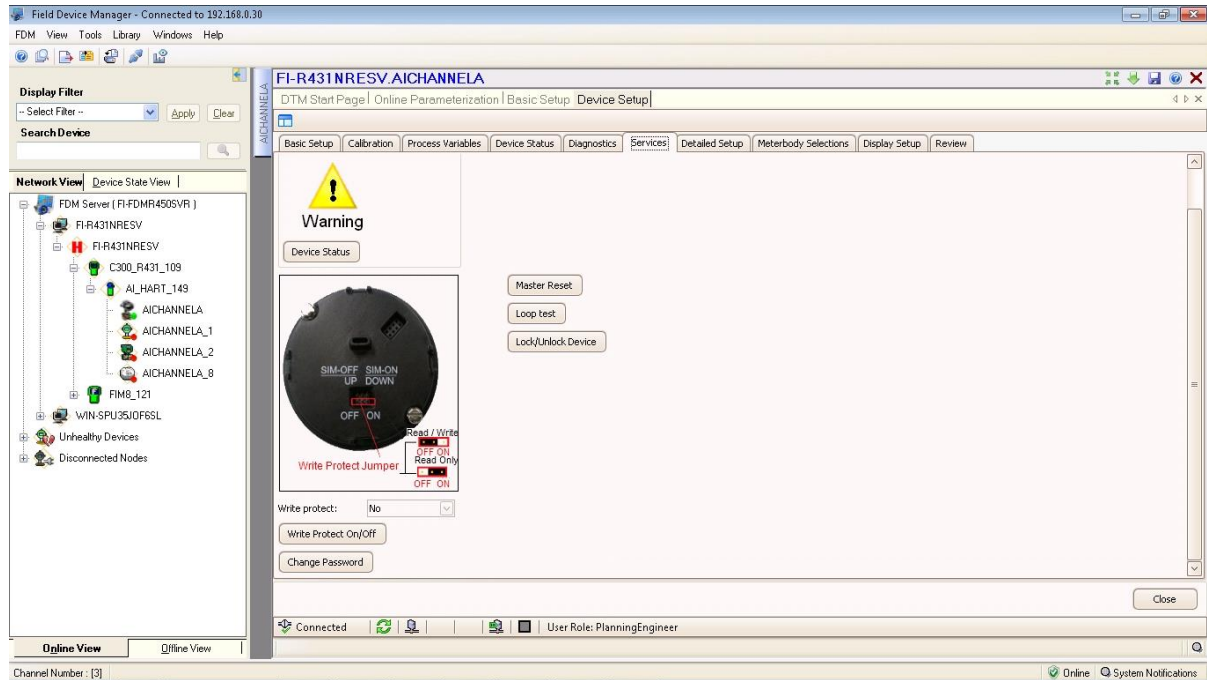 Field Device Manager - Connected to 192.168.0.30
FDM View Tools Library Windows Help
Display Filter
-- Select Filter --
Apply
Clear
Search Device
Network View
Device State View
FDM Server ( FI-FDMR450SVR )
FI-R431NRESV
FI-R431NRESV
C300_R431_109
AI_HART_149
AICHANNELA
AICHANNELA_1
AICHANNELA_2
AICHANNELA_8
FIM8_121
WIN-SPU35JOF6SL
Unhealthy Devices
Disconnected Nodes
Online View
Offline View
AICHANNELA
FI-R431NRESV.AICHANNELA
DTM Start Page Online Parameterization Basic Setup Device Setup
Basic Setup Calibration Process Variables Device Status Diagnostics Services Detailed Setup Meterbody Selections Display Setup Review
Warning
Device Status
SIM-OFF SIM-ON
UP DOWN
OFF ON
Read / Write
OFF ON
Read Only
Write Protect Jumper
OFF ON
Master Reset
Loop test
Lock/Unlock Device
Write protect: No
Write Protect On/Off
Change Password
Close
Connected
User Role: PlanningEngineer
Channel Number : [3]
Online
System Notifications